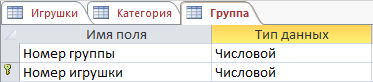 Игрушки Категория Группа
Имя поля Тип данных
Номер группы Числовой
Номер игрушки Числовой